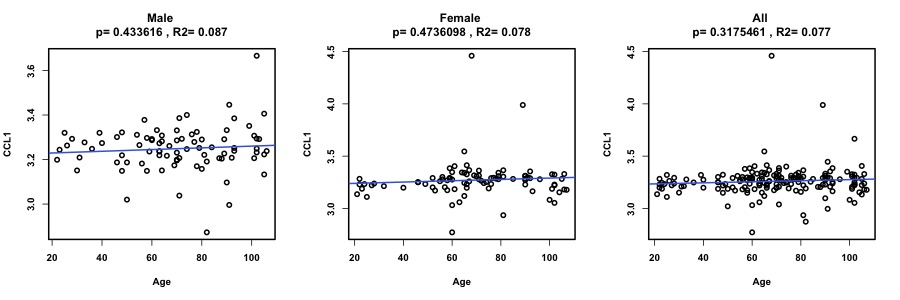 Male
p= 0.433616 , R2= 0.087
CCL1
3.6
3.4
3.2
3.0
20 40 60 80 100
Age
Female
p= 0.4736098 , R2= 0.078
CCL1
4.5
4.0
3.5
3.0
20 40 60 80 100
Age
All
p= 0.3175461 , R2= 0.077
CCL1
4.5
4.0
3.5
3.0
20 40 60 80 100
Age